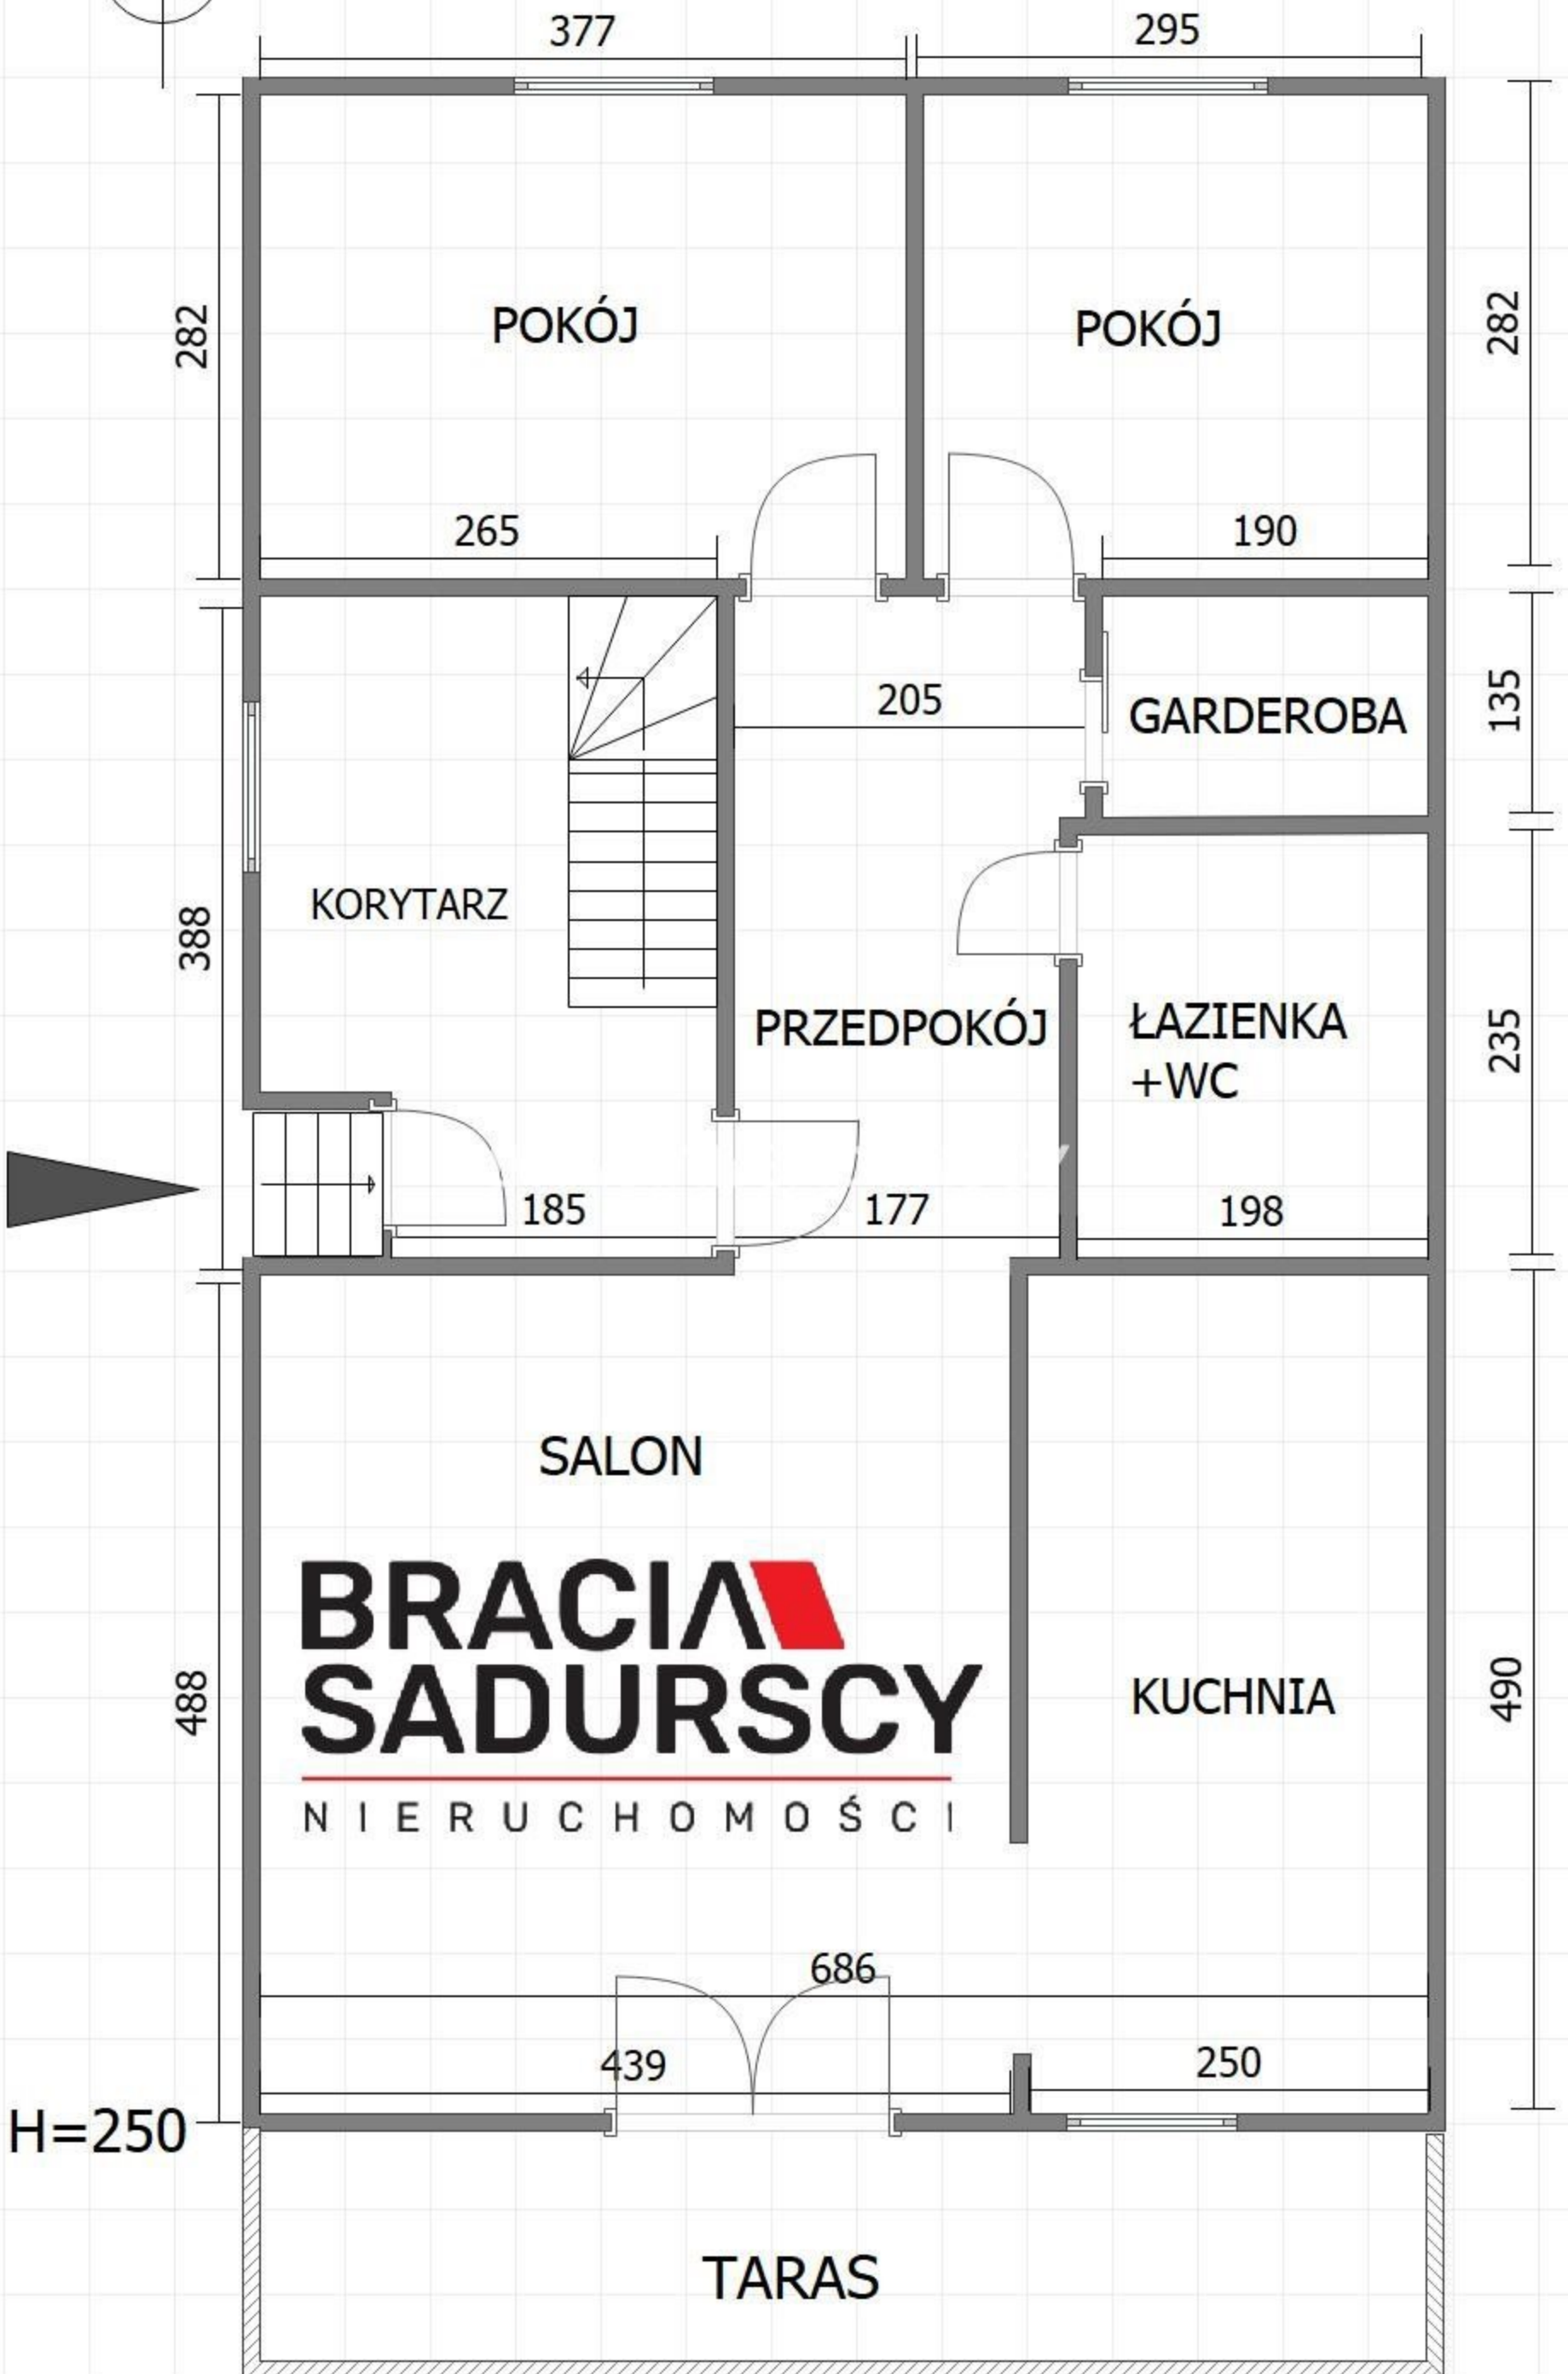 377
295
282
POKÓJ
POKÓJ
282
265
190
205
GARDEROBA
135
388
KORYTARZ
PRZEDPOKÓJ
ŁAZIENKA
+WC
235
185
177
198
SALON
BRACIA
SADURSCY
NIERUCHOMOŚCI
488
KUCHNIA
490
686
439
250
H=250
TARAS